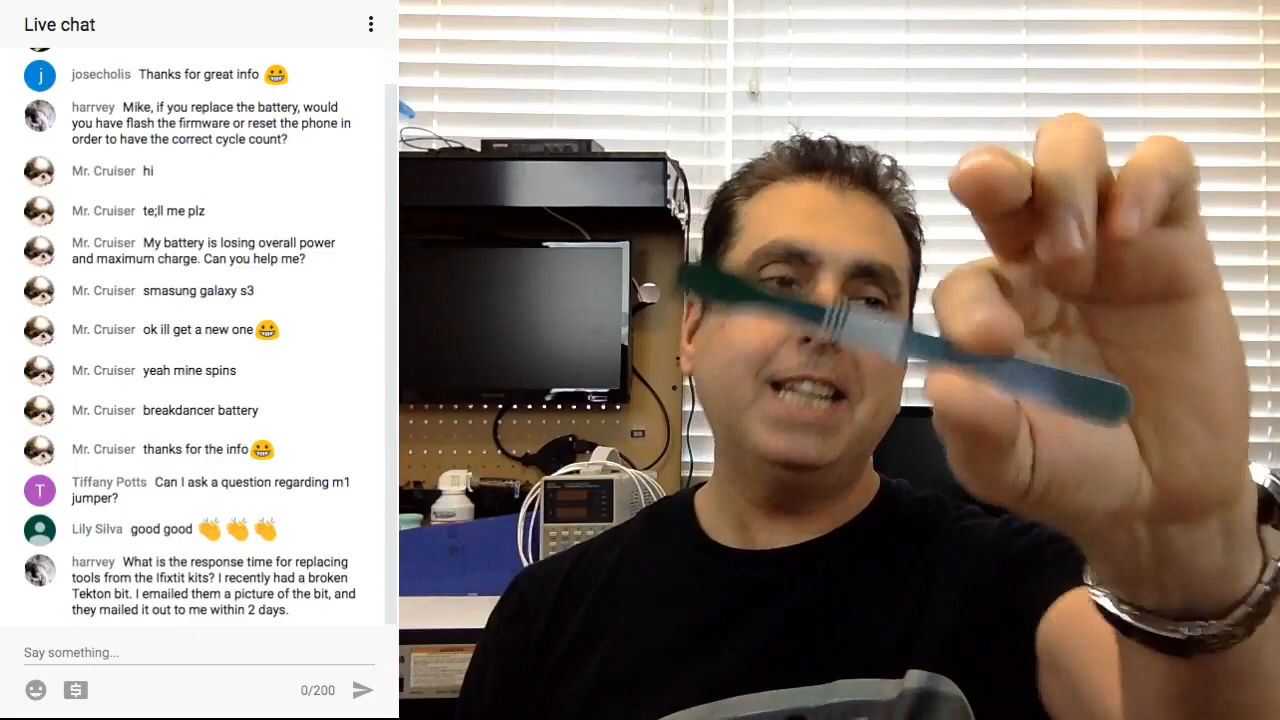 Live chat
josecholis Thanks for great info
harrvey Mike, if you replace the battery, would
you have flash the firmware or reset the phone in
order to have the correct cycle count?
Mr. Cruiser hi
Mr. Cruiser te;ll me plz
Mr. Cruiser My battery is losing overall power
and maximum charge. Can you help me?
Mr. Cruiser smasung galaxy s3
Mr. Cruiser ok ill get a new one
Mr. Cruiser yeah mine spins
Mr. Cruiser breakdancer battery
Mr. Cruiser thanks for the info
T Tiffany Potts Can I ask a question regarding m1
jumper?
Lily Silva good good
harrvey What is the response time for replacing
tools from the Ifixtit kits? I recently had a broken
Tekton bit. I emailed them a picture of the bit, and
they mailed it out to me within 2 days.
Say something...
0/200